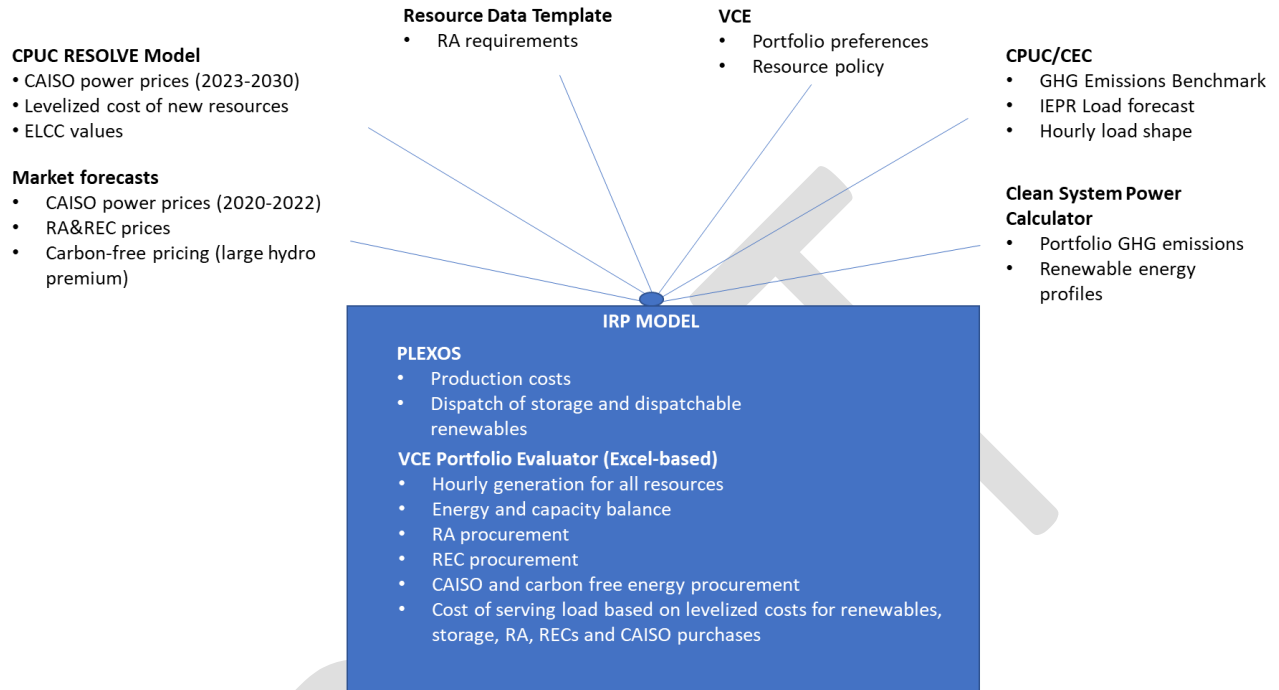 Resource Data Template
• RA requirements
VCE
• Portfolio preferences
• Resource policy
CPUC RESOLVE Model
• CAISO power prices (2023-2030)
• Levelized cost of new resources
• ELCC values
Market forecasts
• CAISO power prices (2020-2022)
• RA&REC prices
• Carbon-free pricing (large hydro
premium)
CPUC/CEC
• GHG Emissions Benchmark
• IEPR Load forecast
• Hourly load shape
Clean System Power
Calculator
• Portfolio GHG emissions
• Renewable energy
profiles
IRP MODEL
PLEXOS
• Production costs
• Dispatch of storage and dispatchable
renewables
VCE Portfolio Evaluator (Excel-based)
• Hourly generation for all resources
• Energy and capacity balance
• RA procurement
• REC procurement
• CAISO and carbon free energy procurement
• Cost of serving load based on levelized costs for renewables,
storage, RA, RECs and CAISO purchases